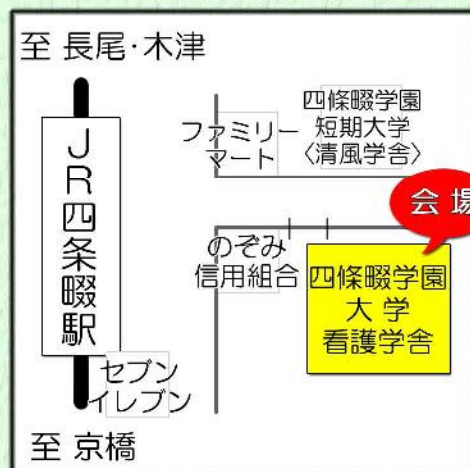 至 長尾・木津
JR四条畷駅
ファミリー
マート
四條畷学園
短期大学
〈清風学舎〉
会場
のぞみ
信用組合
四條畷学園
大学
看護学舎
セブン
イレブン
至 京橋